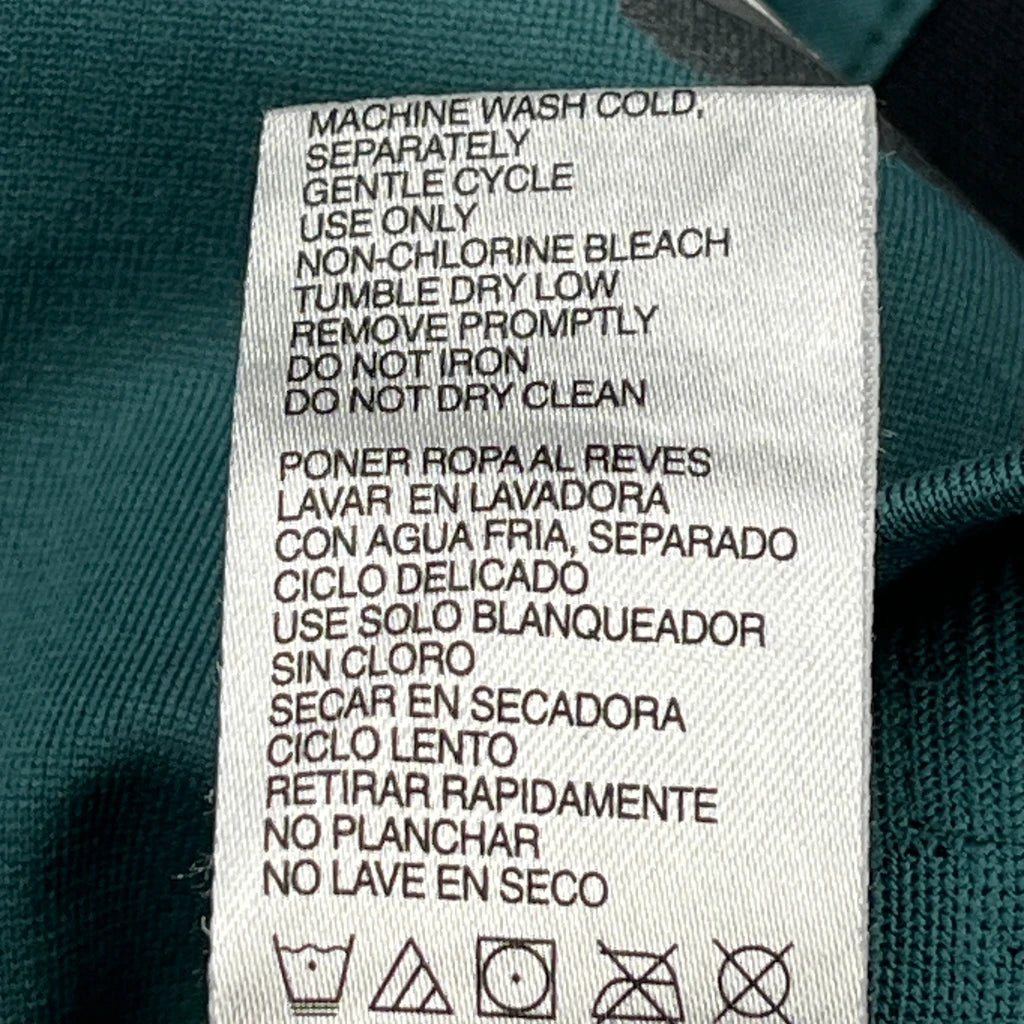 MACHINE WASH COLD,
SEPARATELY
GENTLE CYCLE
USE ONLY
NON-CHLORINE BLEACH
TUMBLE DRY LOW
REMOVE PROMPTLY
DO NOT IRON
DO NOT DRY CLEAN
PONER ROPA AL REVES
LAVAR EN LAVADORA
CON AGUA FRIA, SEPARADO
CICLO DELICADO
USE SOLO BLANQUEADOR
SIN CLORO
SECAR EN SECADORA
CICLO LENTO
RETIRAR RAPIDAMENTE
NO PLANCHAR
NO LAVE EN SECO